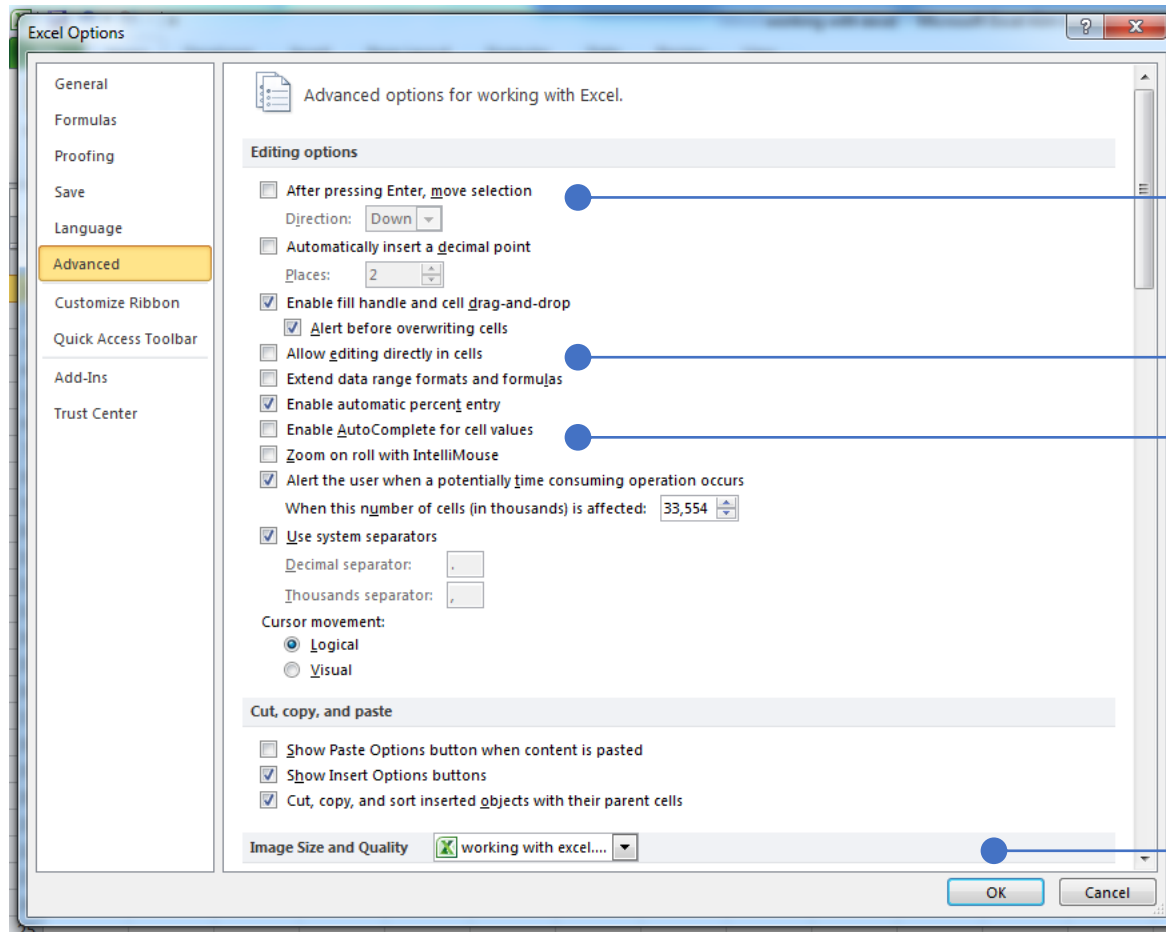 Excel Options
General
Formulas
Proofing
Save
Language
Advanced
Customize Ribbon
Quick Access Toolbar
Add-Ins
Trust Center
Advanced options for working with Excel.
Editing options
After pressing Enter, move selection
Direction: Down
Automatically insert a decimal point
Places: 2
Enable fill handle and cell drag-and-drop
Alert before overwriting cells
Allow editing directly in cells
Extend data range formats and formulas
Enable automatic percent entry
Enable AutoComplete for cell values
Zoom on roll with IntelliMouse
Alert the user when a potentially time consuming operation occurs
When this number of cells (in thousands) is affected: 33,554
Use system separators
Decimal separator: .
Thousands separator: ,
Cursor movement:
Logical
Visual
Cut, copy, and paste
Show Paste Options button when content is pasted
Show Insert Options buttons
Cut, copy, and sort inserted objects with their parent cells
Image Size and Quality working with excel....
OK Cancel